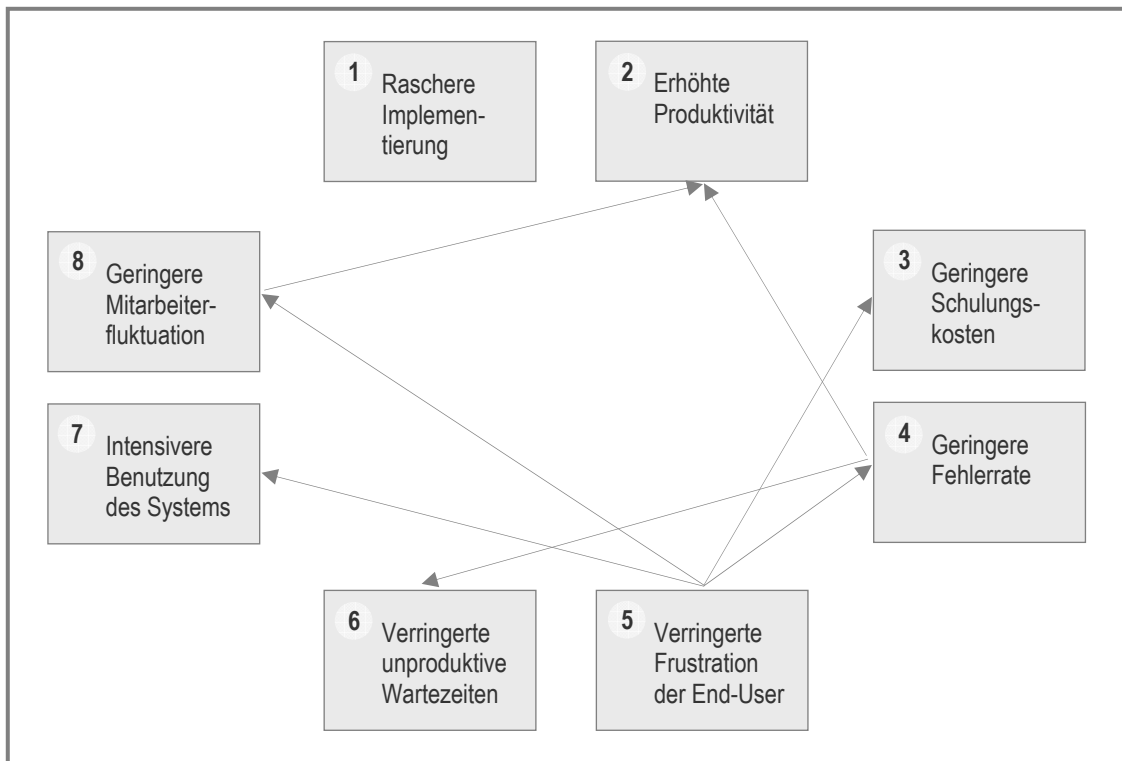 1
Raschere
Implemen-
tierung
2
Erhöhte
Produktivität
3
Geringere
Schulungs-
kosten
4
Geringere
Fehlerrate
5
Verringerte
Frustration
der End-User
6
Verringerte
unproduktive
Wartezeiten
7
Intensivere
Benutzung
des Systems
8
Geringere
Mitarbeiter-
fluktuation